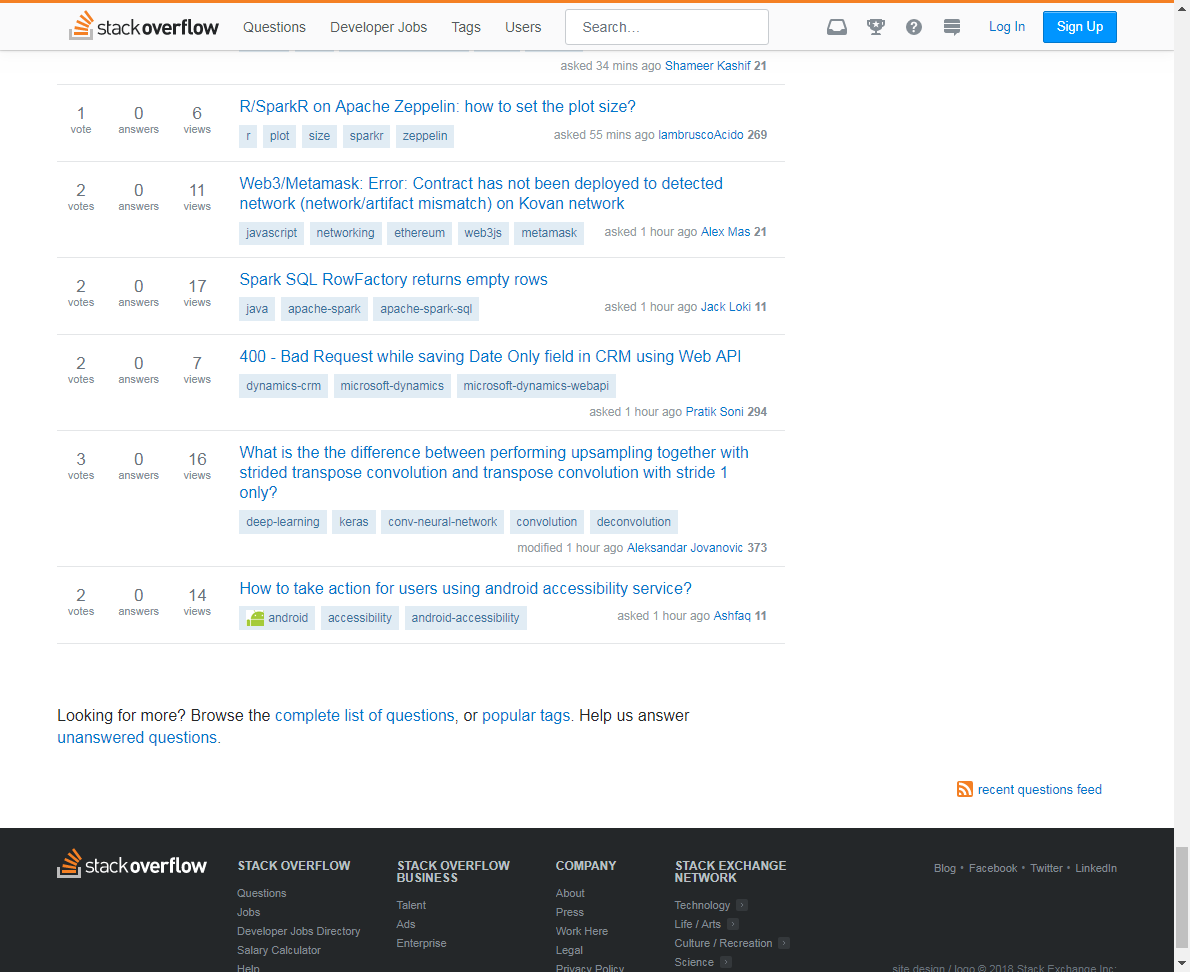 stackoverflow Questions Developer Jobs Tags Users Search... Log In Sign Up
asked 34 mins ago Shameer Kashif 21
1 vote 0 answers 6 views
R/SparkR on Apache Zeppelin: how to set the plot size?
r plot size sparkr zeppelin
asked 55 mins ago lambruscoAcido 269
2 votes 0 answers 11 views
Web3/Metamask: Error: Contract has not been deployed to detected
network (network/artifact mismatch) on Kovan network
javascript networking ethereum web3js metamask
asked 1 hour ago Alex Mas 21
2 votes 0 answers 17 views
Spark SQL RowFactory returns empty rows
java apache-spark apache-spark-sql
asked 1 hour ago Jack Loki 11
2 votes 0 answers 7 views
400 - Bad Request while saving Date Only field in CRM using Web API
dynamics-crm microsoft-dynamics microsoft-dynamics-webapi
asked 1 hour ago Pratik Soni 294
3 votes 0 answers 16 views
What is the the difference between performing upsampling together with
strided transpose convolution and transpose convolution with stride 1
only?
deep-learning keras conv-neural-network convolution deconvolution
modified 1 hour ago Aleksandar Jovanovic 373
2 votes 0 answers 14 views
How to take action for users using android accessibility service?
android accessibility android-accessibility
asked 1 hour ago Ashfaq 11
Looking for more? Browse the complete list of questions, or popular tags. Help us answer
unanswered questions.
recent questions feed
stackoverflow
STACK OVERFLOW
Questions
Jobs
Developer Jobs Directory
Salary Calculator
Help
STACK OVERFLOW
BUSINESS
Talent
Ads
Enterprise
COMPANY
About
Press
Work Here
Legal
Privacy Policy
STACK EXCHANGE
NETWORK
Technology
Life / Arts
Culture / Recreation
Science
Blog • Facebook • Twitter • LinkedIn
site design / logo © 2018 Stack Exchange Inc;